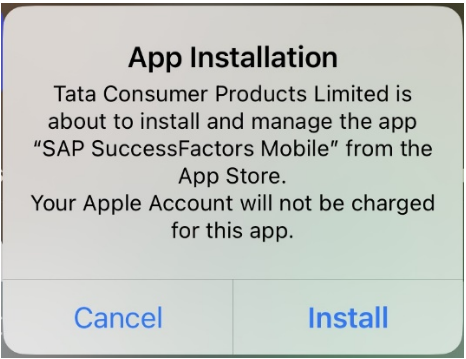 App Installation
Tata Consumer Products Limited is
about to install and manage the app
“SAP SuccessFactors Mobile” from the
App Store.
Your Apple Account will not be charged
for this app.
Cancel
Install